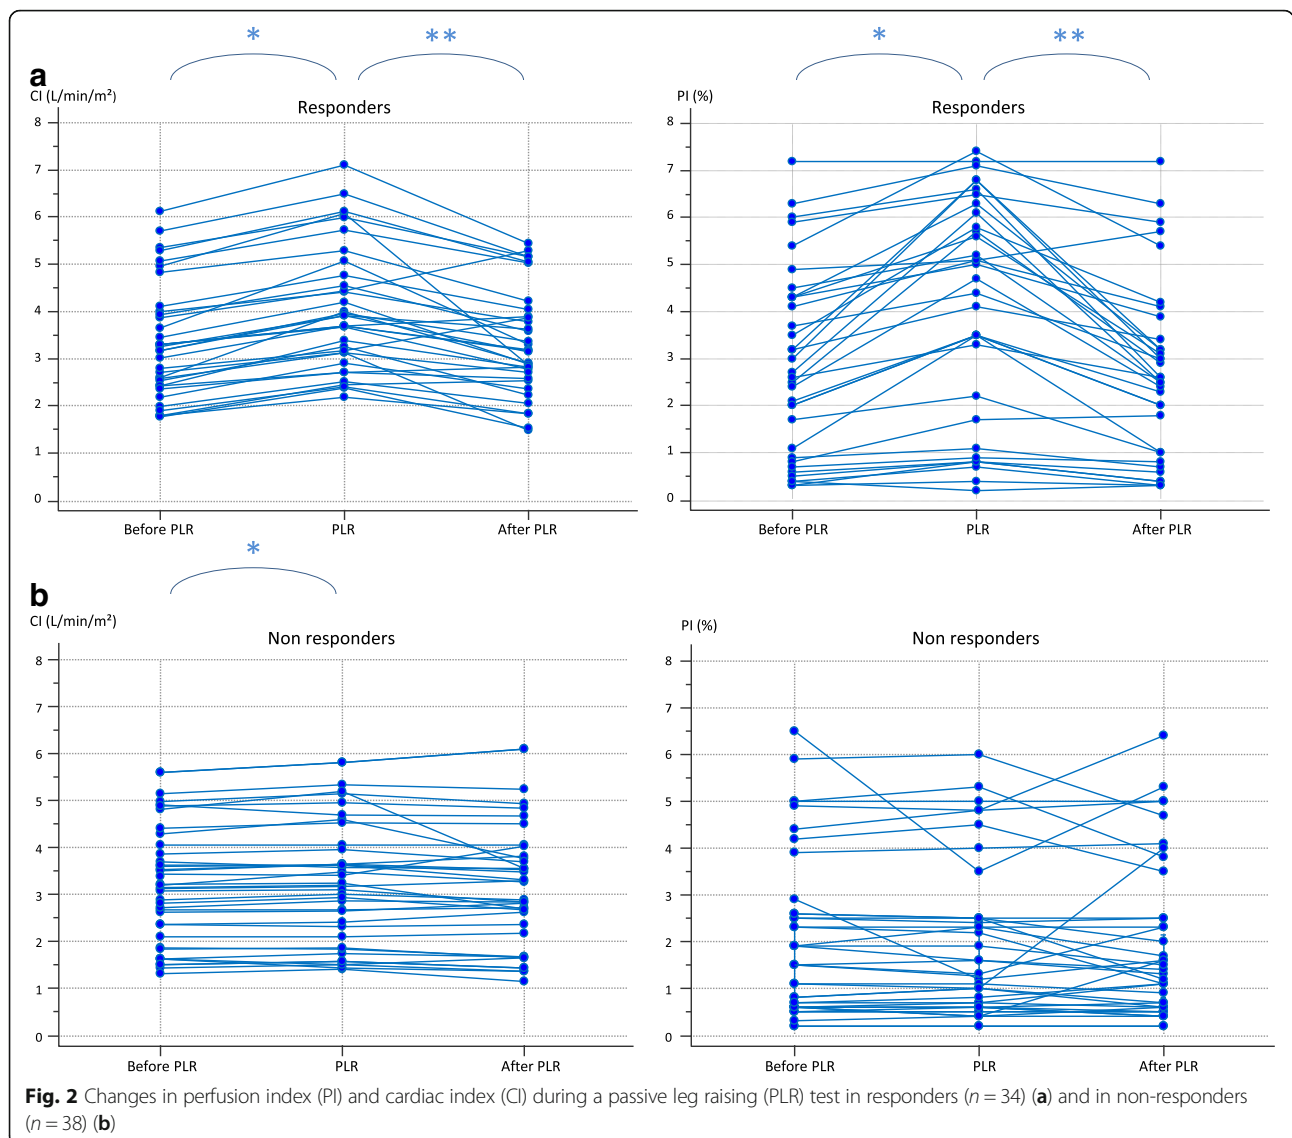 * ** * **
a
CI (L/min/m²) PI (%)
Responders Responders
8 8
7 7
6 6
5 5
4 4
3 3
2 2
1 1
0 0
Before PLR PLR After PLR Before PLR PLR After PLR
*
b
CI (L/min/m²) PI (%)
Non responders Non responders
8 8
7 7
6 6
5 5
4 4
3 3
2 2
1 1
0 0
Before PLR PLR After PLR Before PLR PLR After PLR
Fig. 2 Changes in perfusion index (PI) and cardiac index (CI) during a passive leg raising (PLR) test in responders (n = 34) (a) and in non-responders
(n = 38) (b)